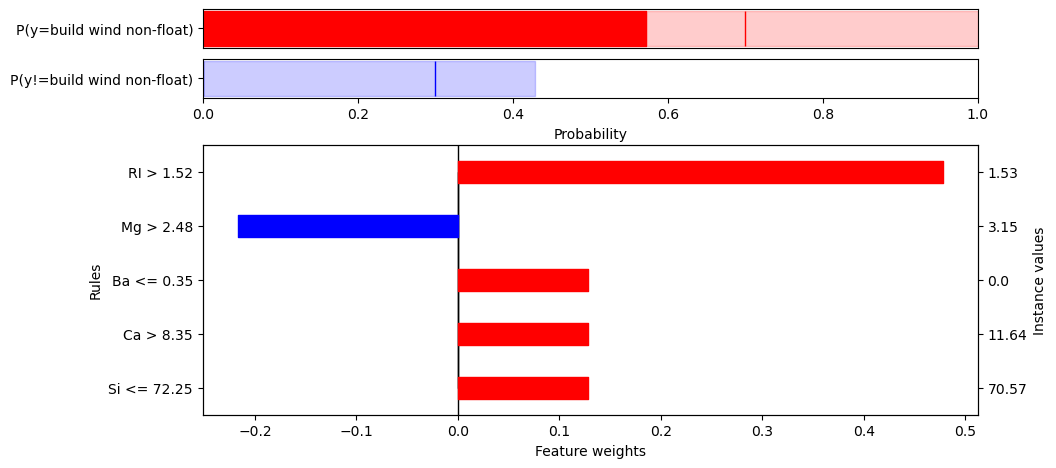 P(y=build wind non-float)
P(y!=build wind non-float)
0.0 0.2 0.4 0.6 0.8 1.0
Probability
RI > 1.52 1.53
Mg > 2.48 3.15
Ba <= 0.35 0.0
Ca > 8.35 11.64
Si <= 72.25 70.57
Rules
Instance values
−0.2 −0.1 0.0 0.1 0.2 0.3 0.4 0.5
Feature weights